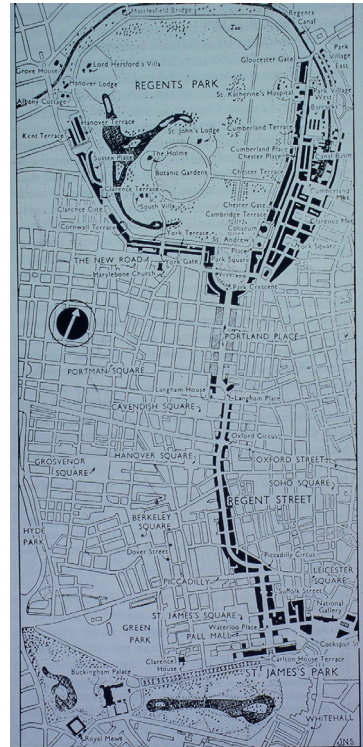 Macclesfield Bridge
Regents
Canal
Zoo
Park
Village
East
Gloucester Gate
Grove House
Lord Hertford's Villa
REGENTS PARK
Hanover Lodge
St. Katherine's Hospital
Park Village
West
Albany Cottage
Hanover Terrace
Cumberland Terrace
St. John's Lodge
Kent Terrace
Cumberland Place
Canal Basin
Sussex Place
The Holme
Chester Place
Botanic Gardens
Chester Terrace
Cumberland
Mkt
Clarence Terrace
South Villa
Chester Gate
Clarence Gate
Cambridge Terrace
Clarence Mkt
Coliseum
Cornwall Terrace
York Terrace
St. Andrew
THE NEW ROAD
York Gate
Park Square
Marylebone Church
Park Crescent
PORTLAND PLACE
PORTMAN SQUARE
Langham House
Langham Place
CAVENDISH SQUARE
Oxford Circus
HANOVER SQUARE
OXFORD STREET
GROSVENOR
SQUARE
SOHO SQUARE
REGENT STREET
BERKELEY
SQUARE
HYDE
PARK
Dover Street
Piccadilly Circus
LEICESTER
SQUARE
PICCADILLY
Suffolk Street
National
Gallery
ST. JAMES'S SQUARE
GREEN
PARK
Waterloo Place
PALL MALL
Cockspur St
Clarence
House
Carlton House Terrace
Buckingham Palace
ST. JAMES'S PARK
WHITEHALL
Royal Mews
J.N.S.